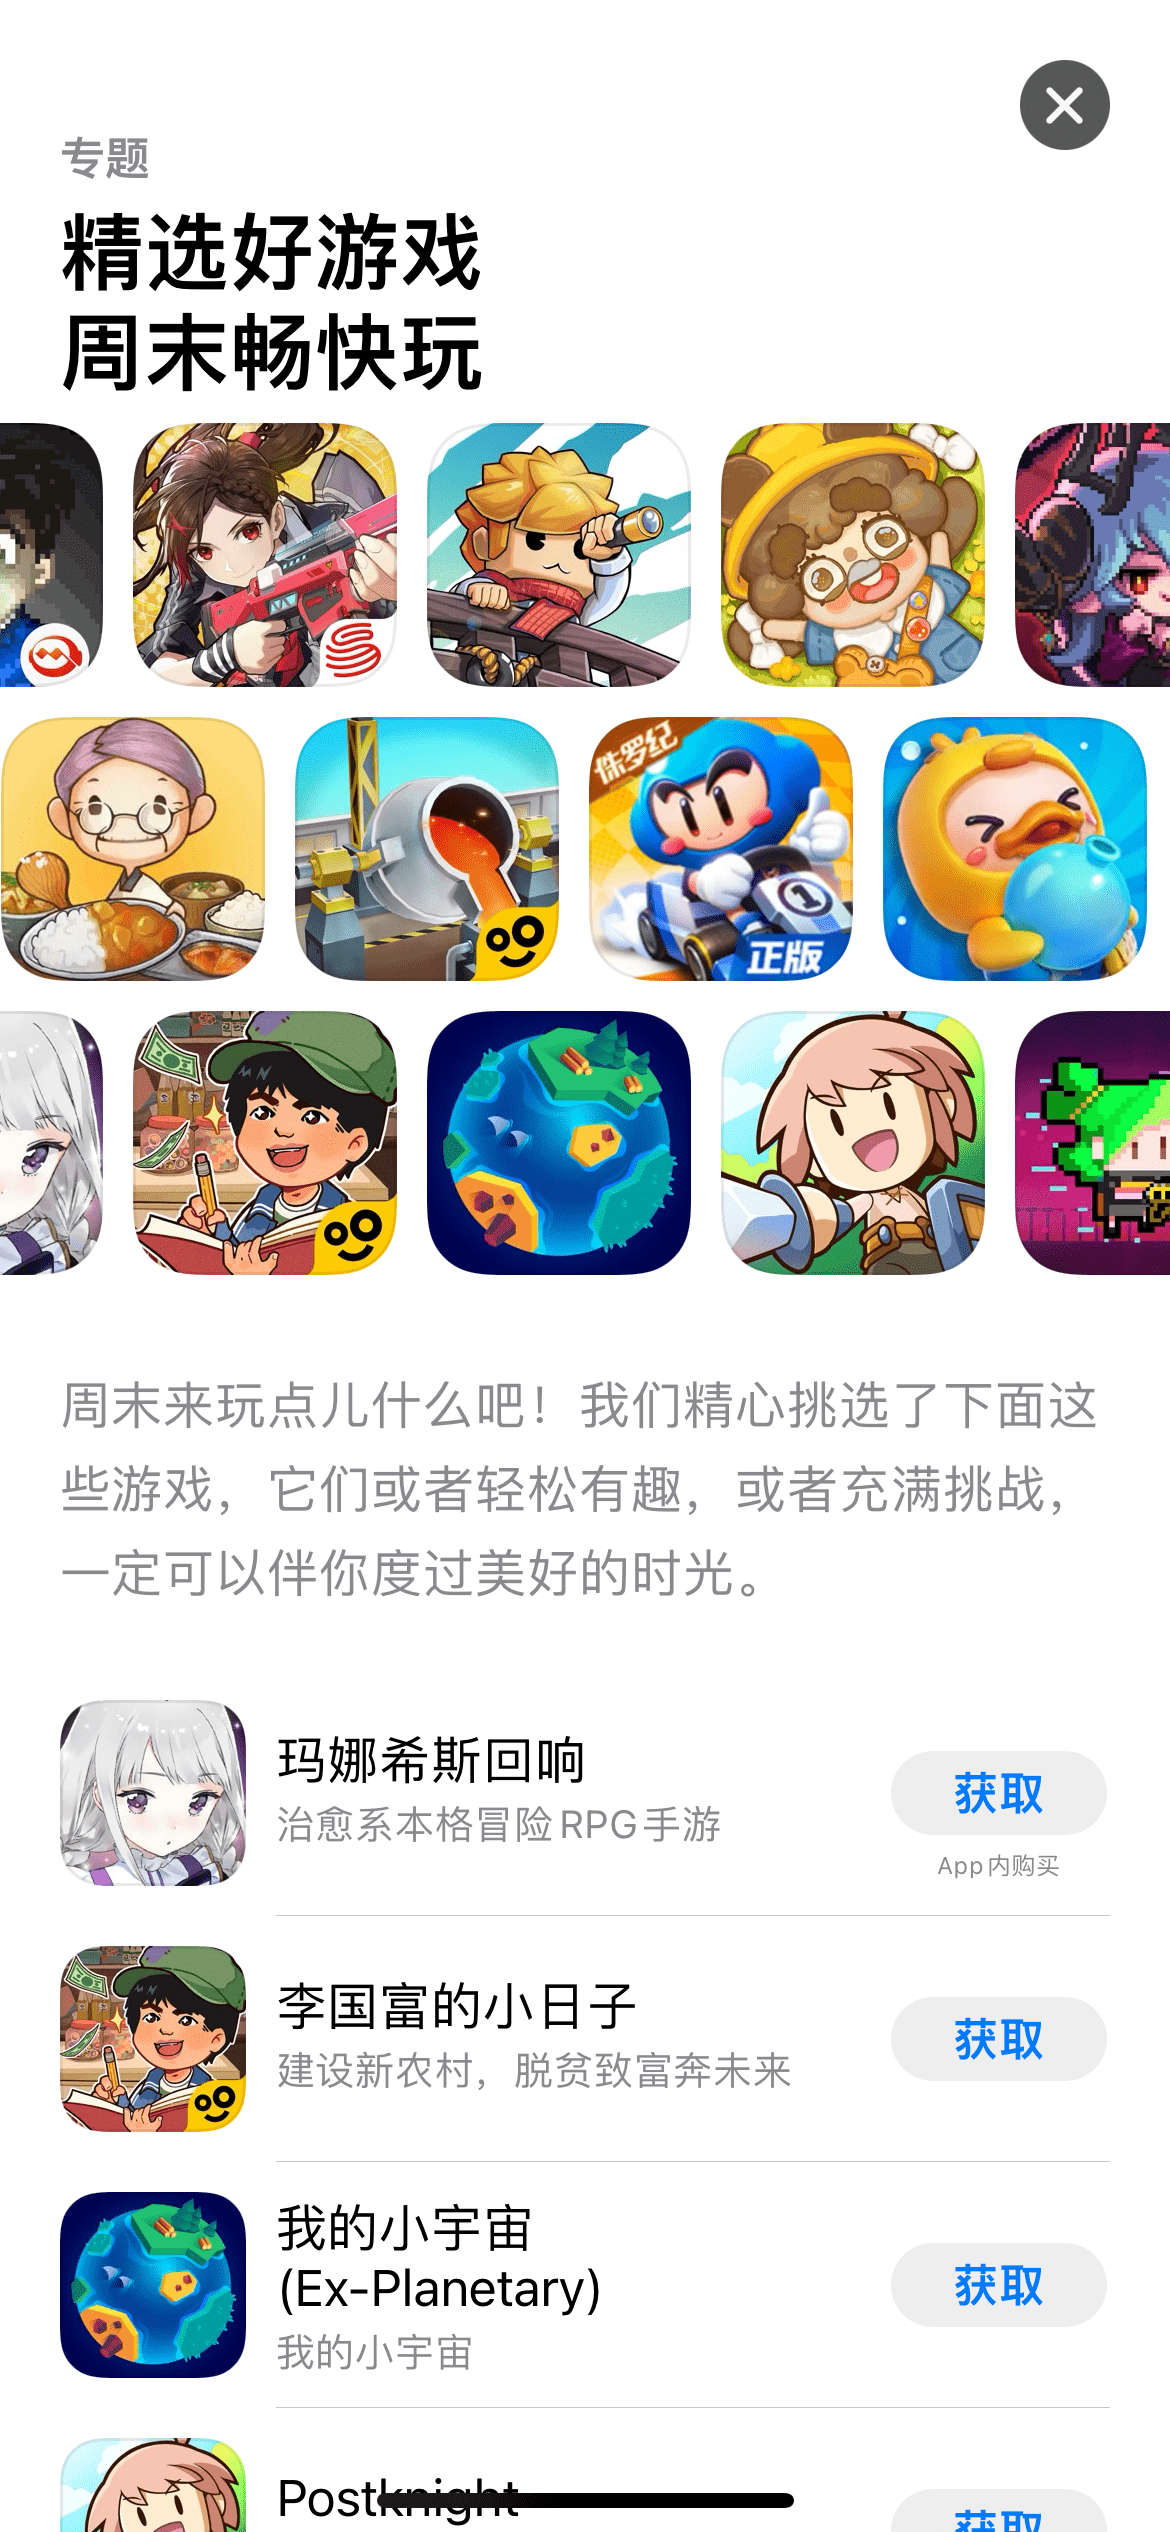 专题
精选好游戏
周末畅快玩
侏罗纪
正版
周末来玩点儿什么吧！我们精心挑选了下面这
些游戏，它们或者轻松有趣，或者充满挑战，
一定可以伴你度过美好的时光。
玛娜希斯回响
治愈系本格冒险RPG手游
获取
App内购买
李国富的小日子
建设新农村，脱贫致富奔未来
获取
我的小宇宙
(Ex-Planetary)
我的小宇宙
获取
Postknight
获取